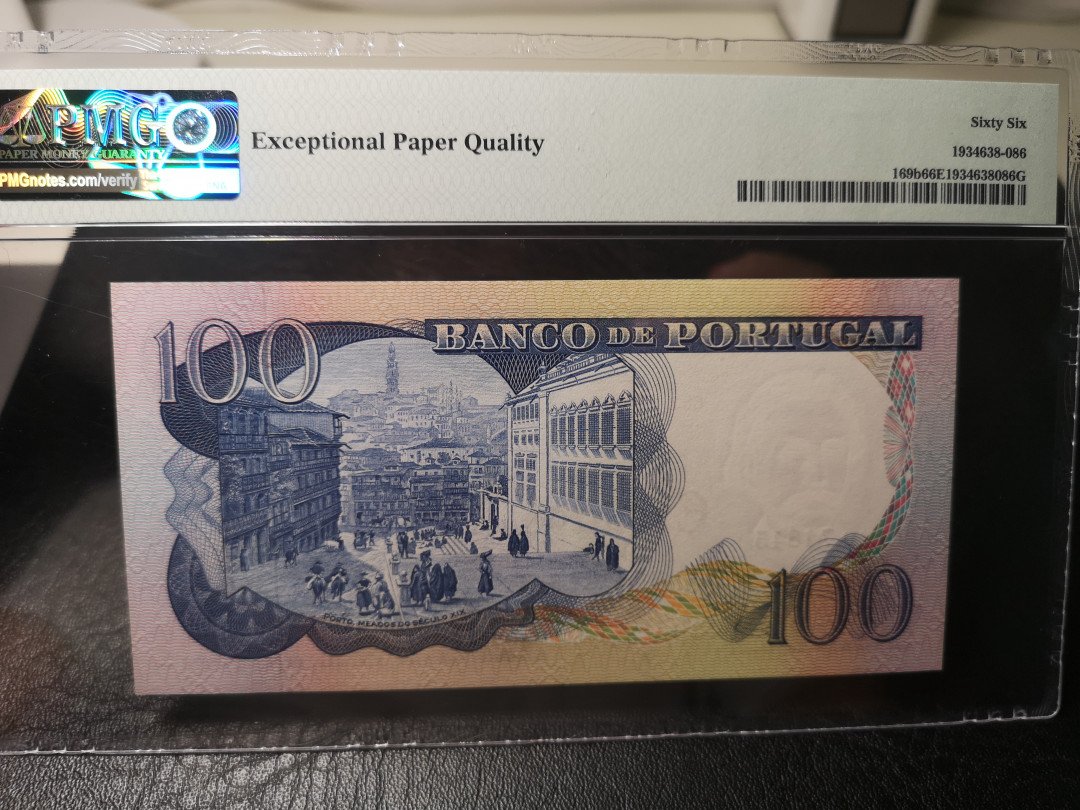 PMG
PAPER MONEY GUARANTY
PMGnotes.com/verify
Exceptional Paper Quality
Sixty Six
1934638-086
169b66E1934638086G
100
BANCO DE PORTUGAL
PORTO, MEADOS DO SÉCULO XIX
100